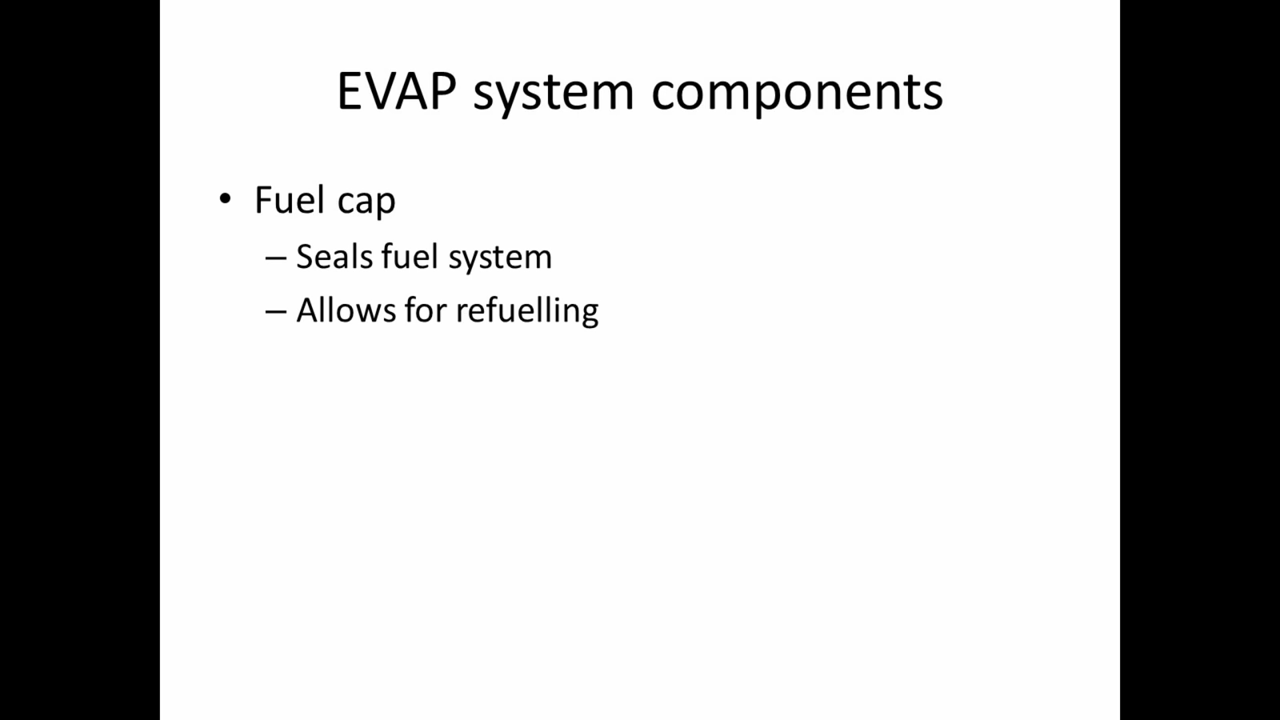 EVAP system components
• Fuel cap
– Seals fuel system
– Allows for refuelling